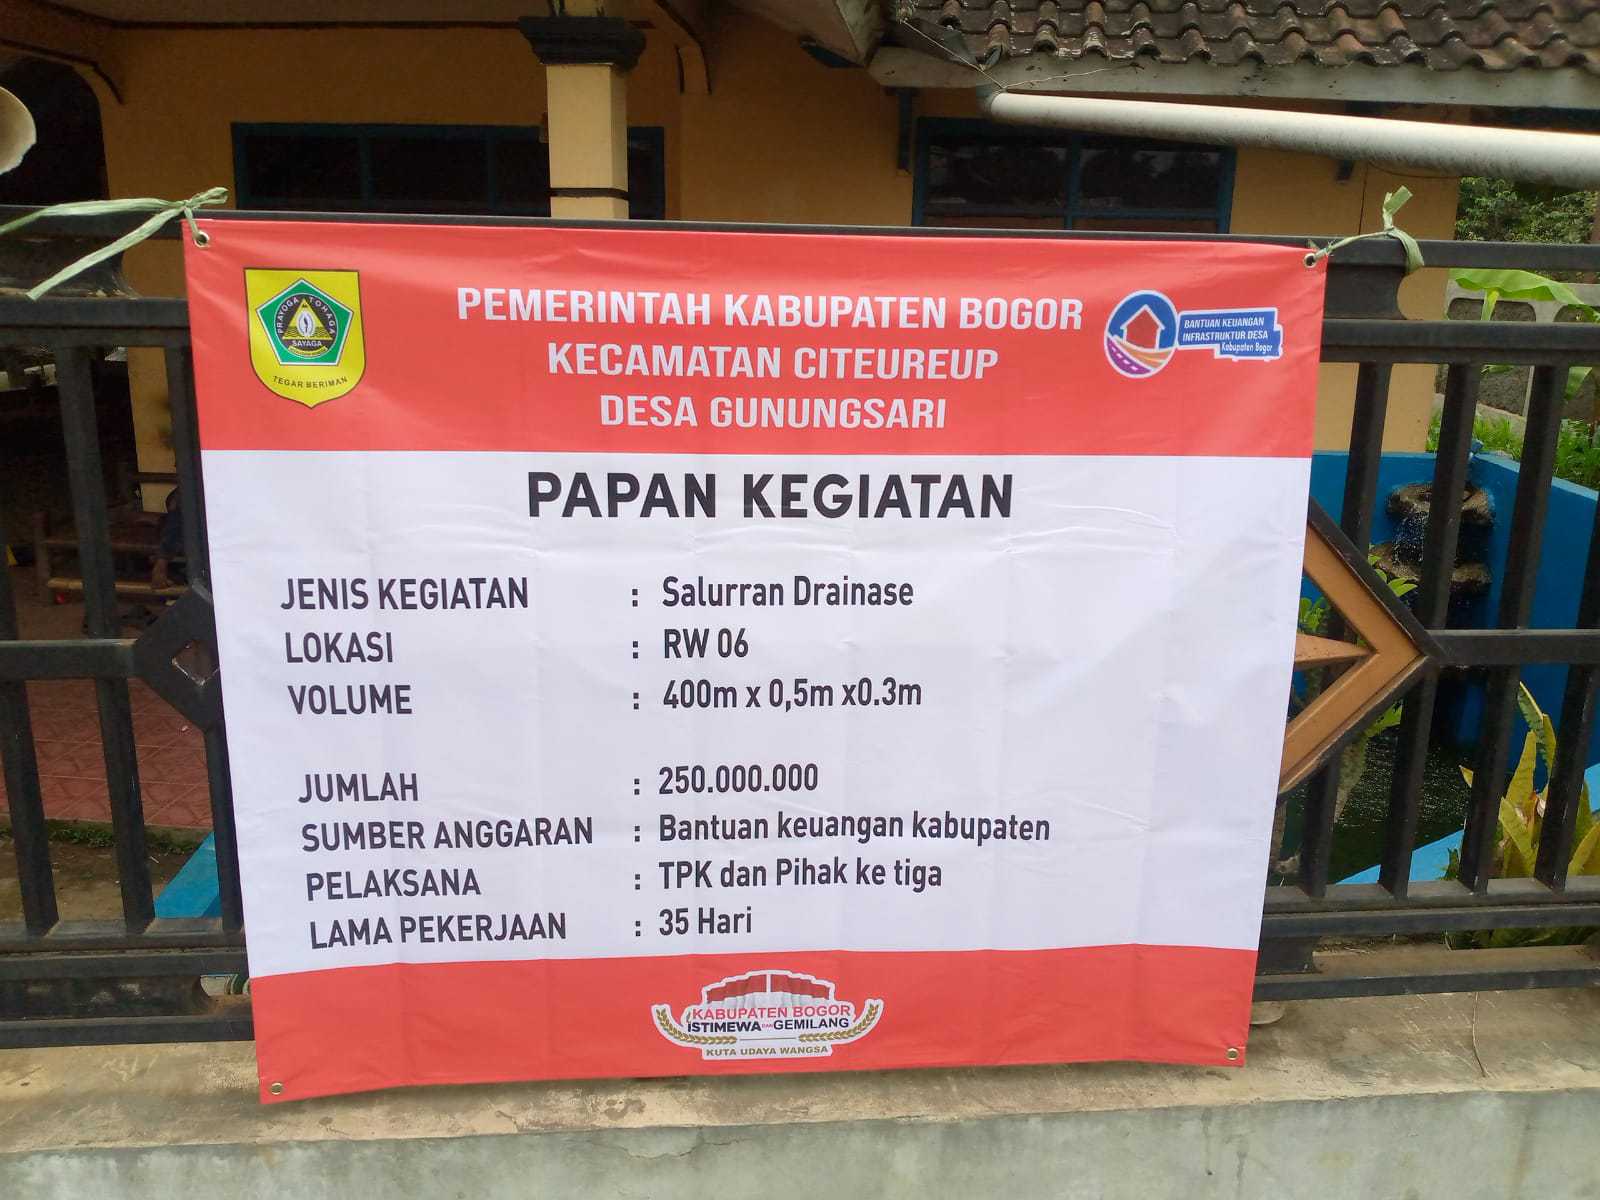 PEMERINTAH KABUPATEN BOGOR
KECAMATAN CITEUREUP
DESA GUNUNGSARI
PRAYOGA TOHAGA
SAYAGA
TEGAR BERIMAN
BANTUAN KEUANGAN
INFRASTRUKTUR DESA
Kabupaten Bogor
PAPAN KEGIATAN
JENIS KEGIATAN : Salurran Drainase
LOKASI : RW 06
VOLUME : 400m x 0,5m x0.3m
JUMLAH : 250.000.000
SUMBER ANGGARAN : Bantuan keuangan kabupaten
PELAKSANA : TPK dan Pihak ke tiga
LAMA PEKERJAAN : 35 Hari
KABUPATEN BOGOR
ISTIMEWA DAN GEMILANG
KUTA UDAYA WANGSA